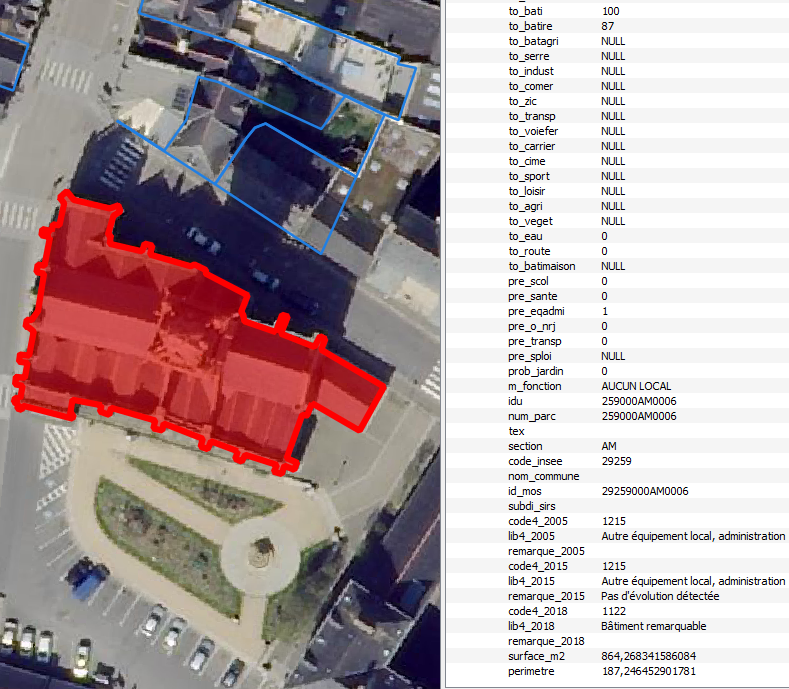 to_bati 100
to_batire 87
to_batagri NULL
to_serre NULL
to_indust NULL
to_comer NULL
to_zic NULL
to_transp NULL
to_voiefer NULL
to_carrier NULL
to_cime NULL
to_sport NULL
to_loisir NULL
to_agri NULL
to_veget NULL
to_eau 0
to_route 0
to_batimaison NULL
pre_scol 0
pre_sante 0
pre_eqadmi 1
pre_o_nrj 0
pre_transp 0
pre_sploi NULL
prob_jardin 0
m_fonction AUCUN LOCAL
idu 259000AM0006
num_parc 259000AM0006
tex
section AM
code_insee 29259
nom_commune
id_mos 29259000AM0006
subdi_sirs
code4_2005 1215
lib4_2005 Autre équipement local, administration
remarque_2005
code4_2015 1215
lib4_2015 Autre équipement local, administration
remarque_2015 Pas d'évolution détectée
code4_2018 1122
lib4_2018 Bâtiment remarquable
remarque_2018
surface_m2 864,268341586084
perimetre 187,246452901781